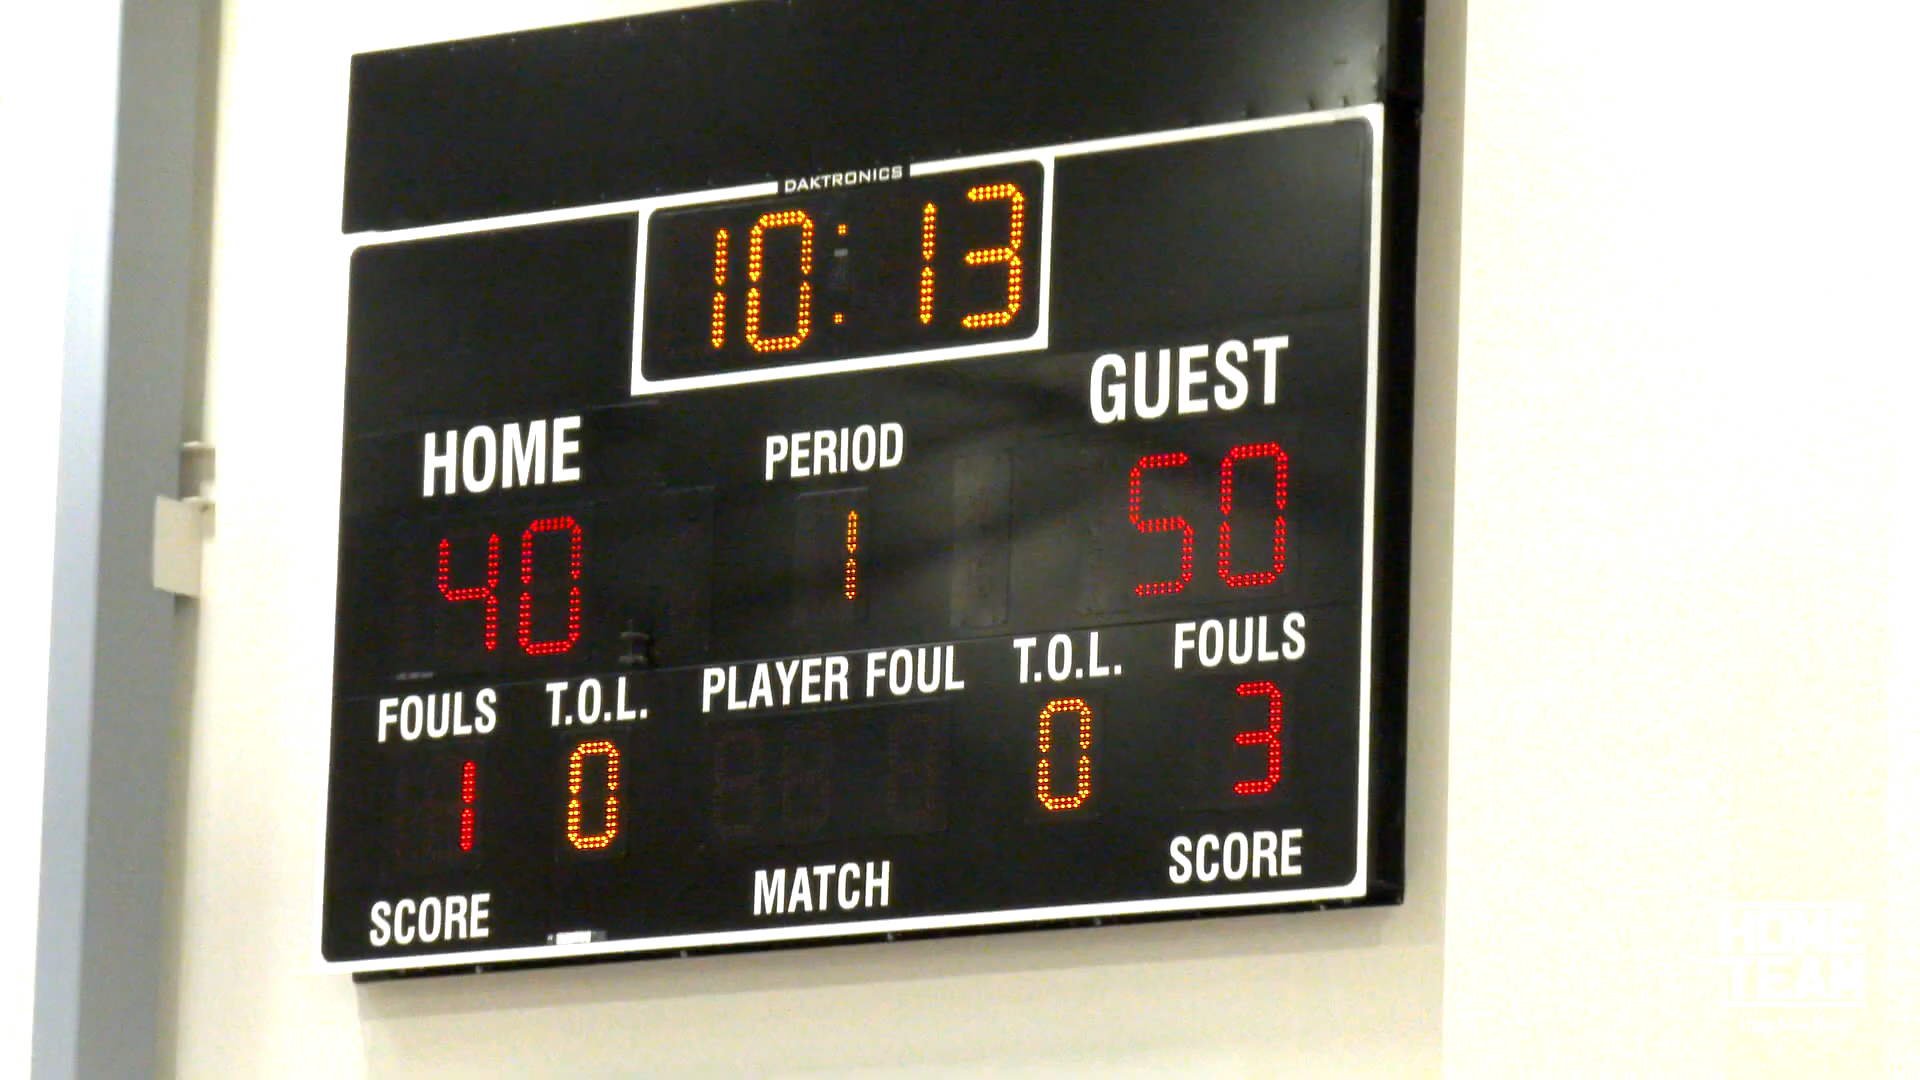 DAKTRONICS
10:13
HOME PERIOD GUEST
40 1 50
FOULS T.O.L. PLAYER FOUL T.O.L. FOULS
1 0 0 3
SCORE MATCH SCORE
HOME
TEAM